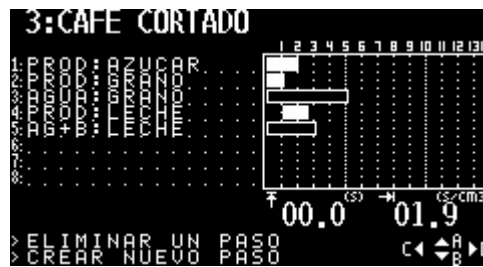 3:CAFE CORTADO
1 2 3 4 5 6 7 8 9 10 11 12 13
1:PROD:AZUCAR....
2:PROD:GRANO.....
3:AGUA:GRANO.....
4:PROD:LECHE.....
5:AG+B:LECHE.....
6:...............
7:...............
8:...............
00.0 (S) 01.9 (S/CM3
>ELIMINAR UN PASO
>CREAR NUEVO PASO
C A B